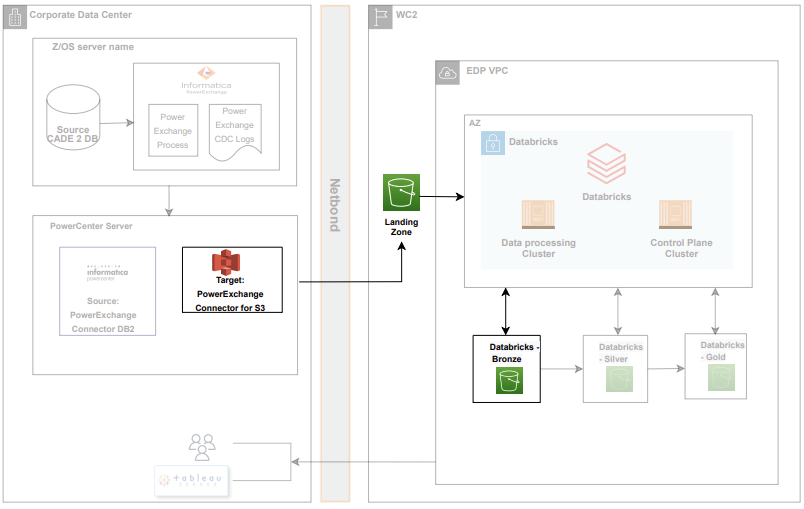 Corporate Data Center
Z/OS server name
Source
CADE 2 DB
Informatica
PowerExchange
Power
Exchange
Process
Power
Exchange
CDC Logs
PowerCenter Server
informatica
powercenter
Source:
PowerExchange
Connector DB2
Target:
PowerExchange
Connector for S3
tableau
Netbond
WC2
Landing
Zone
EDP VPC
AZ
Databricks
Databricks
Data processing
Cluster
Control Plane
Cluster
Databricks -
Bronze
Databricks
- Silver
Databricks
- Gold